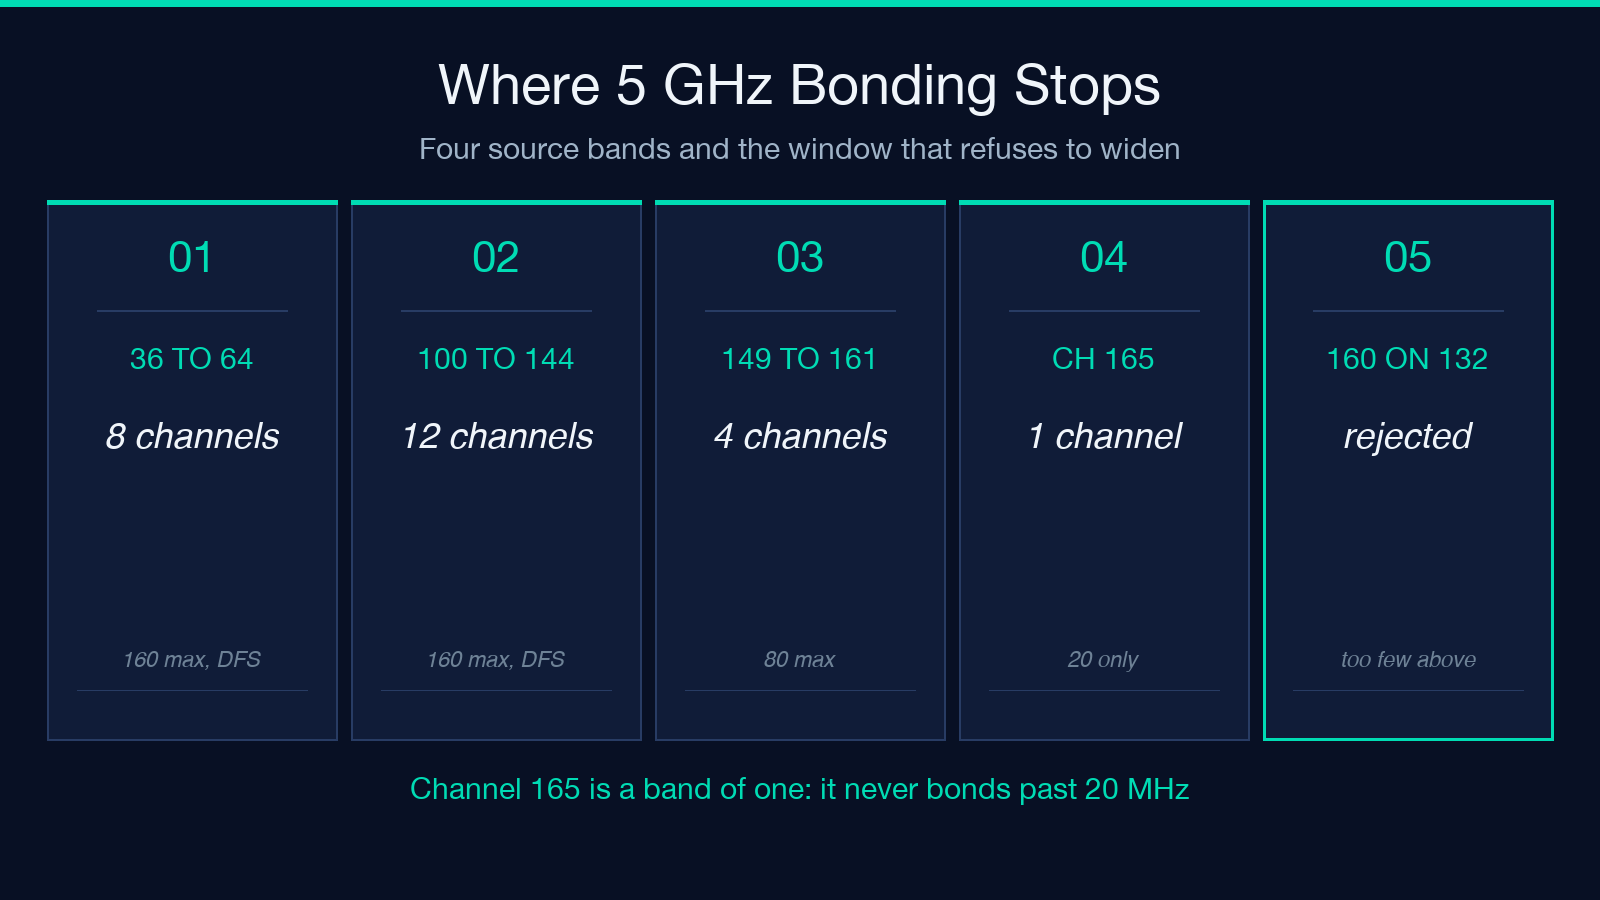 Where 5 GHz Bonding Stops
Four source bands and the window that refuses to widen
01
36 TO 64
8 channels
160 max, DFS
02
100 TO 144
12 channels
160 max, DFS
03
149 TO 161
4 channels
80 max
04
CH 165
1 channel
20 only
05
160 ON 132
rejected
too few above
Channel 165 is a band of one: it never bonds past 20 MHz